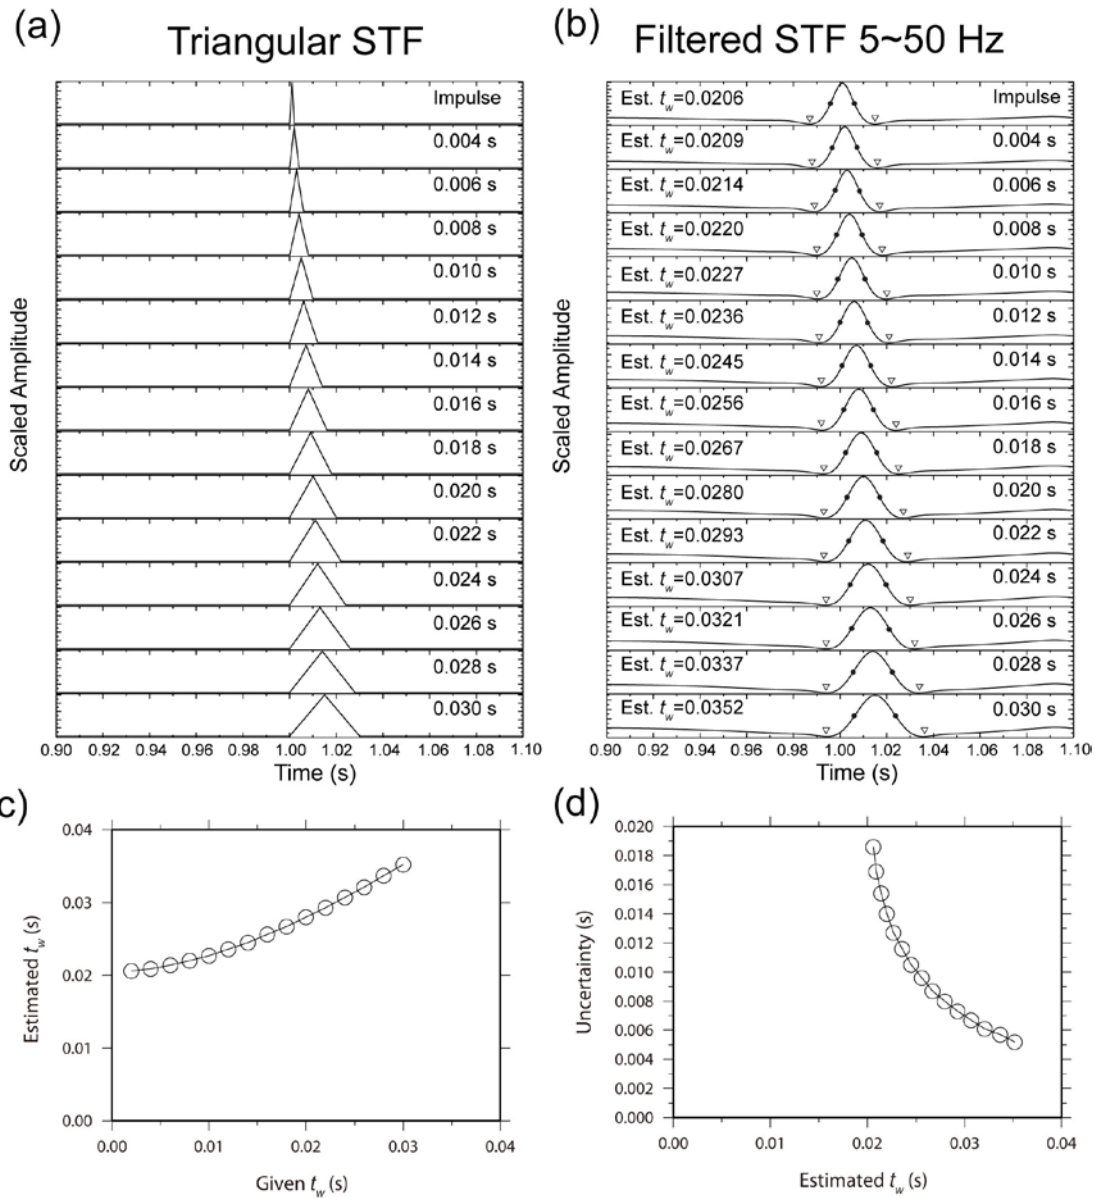 (a)
Triangular STF
Impulse
0.004 s
0.006 s
0.008 s
0.010 s
0.012 s
0.014 s
0.016 s
0.018 s
0.020 s
0.022 s
0.024 s
0.026 s
0.028 s
0.030 s
Scaled Amplitude
0.90 0.92 0.94 0.96 0.98 1.00 1.02 1.04 1.06 1.08 1.10
Time (s)
(b)
Filtered STF 5~50 Hz
Est. tw=0.0206 Impulse
Est. tw=0.0209 0.004 s
Est. tw=0.0214 0.006 s
Est. tw=0.0220 0.008 s
Est. tw=0.0227 0.010 s
Est. tw=0.0236 0.012 s
Est. tw=0.0245 0.014 s
Est. tw=0.0256 0.016 s
Est. tw=0.0267 0.018 s
Est. tw=0.0280 0.020 s
Est. tw=0.0293 0.022 s
Est. tw=0.0307 0.024 s
Est. tw=0.0321 0.026 s
Est. tw=0.0337 0.028 s
Est. tw=0.0352 0.030 s
Scaled Amplitude
0.90 0.92 0.94 0.96 0.98 1.00 1.02 1.04 1.06 1.08 1.10
Time (s)
c)
0.04
0.03
0.02
0.01
0.00
Estimated tw (s)
0.00 0.01 0.02 0.03 0.04
Given tw (s)
(d)
0.020
0.018
0.016
0.014
0.012
0.010
0.008
0.006
0.004
0.002
0.000
Uncertainty (s)
0.00 0.01 0.02 0.03 0.04
Estimated tw (s)